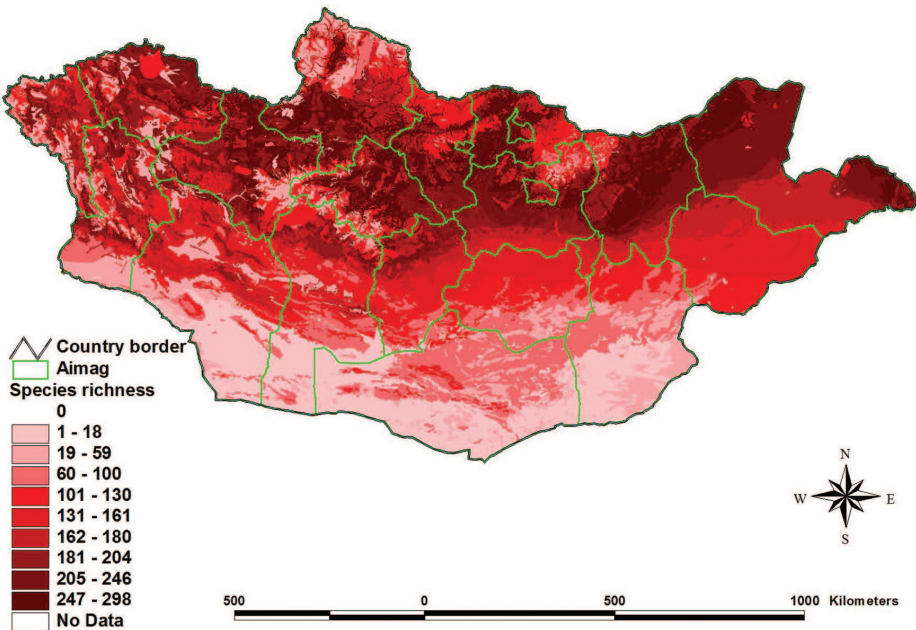 Country border
Aimag
Species richness
0
1 - 18
19 - 59
60 - 100
101 - 130
131 - 161
162 - 180
181 - 204
205 - 246
247 - 298
No Data
N
W E
S
500 0 500 1000 Kilometers